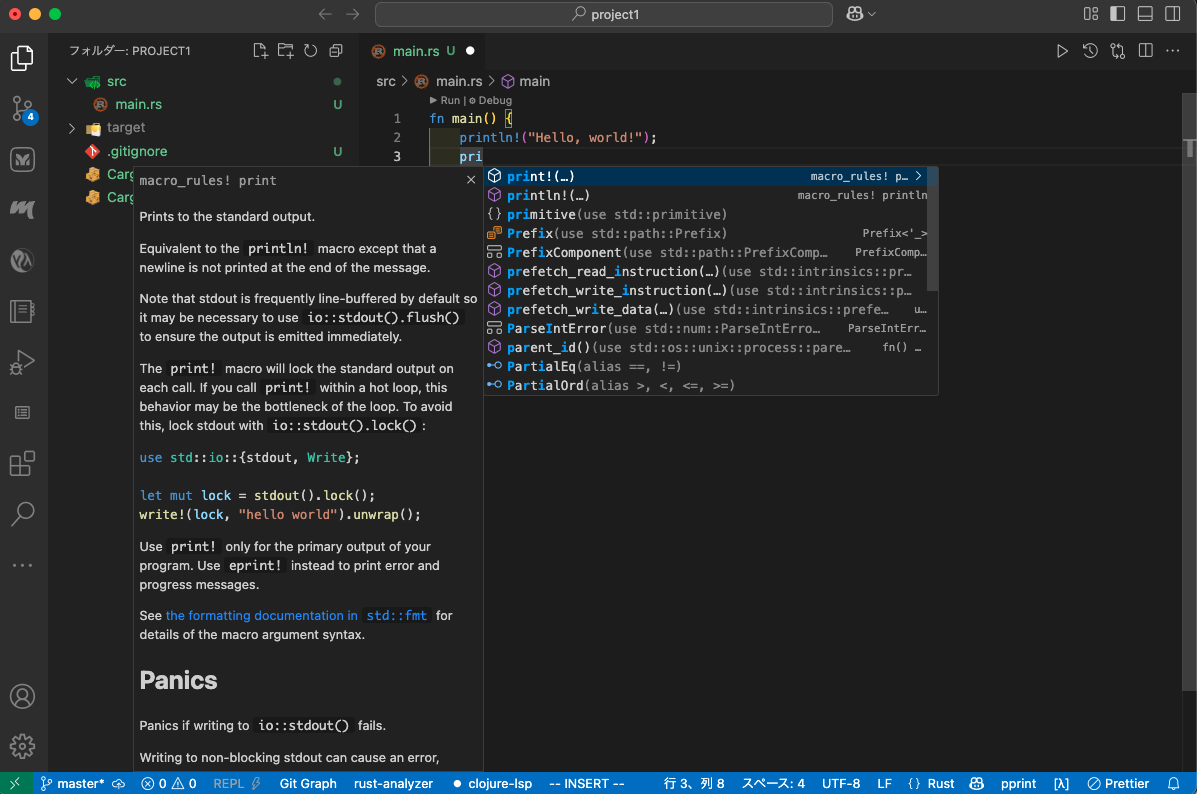 project1
フォルダー: PROJECT1
src
main.rs U
target
.gitignore U
Carg
Carg
4
main.rs U
src > main.rs > main
Run | Debug
1 fn main() {
2 println!("Hello, world!");
3 pri
macro_rules! print
Prints to the standard output.
Equivalent to the println! macro except that a
newline is not printed at the end of the message.
Note that stdout is frequently line-buffered by default so
it may be necessary to use io::stdout().flush()
to ensure the output is emitted immediately.
The print! macro will lock the standard output on
each call. If you call print! within a hot loop, this
behavior may be the bottleneck of the loop. To avoid
this, lock stdout with io::stdout().lock() :
use std::io::{stdout, Write};
let mut lock = stdout().lock();
write!(lock, "hello world").unwrap();
Use print! only for the primary output of your
program. Use eprint! instead to print error and
progress messages.
See the formatting documentation in std::fmt for
details of the macro argument syntax.
Panics
Panics if writing to io::stdout() fails.
Writing to non-blocking stdout can cause an error,
print!(…) macro_rules! p… >
println!(…) macro_rules! println
primitive(use std::primitive)
Prefix(use std::path::Prefix) Prefix<'_>
PrefixComponent(use std::path::PrefixComp… PrefixComp…
prefetch_read_instruction(…)(use std::intrinsics::pr…
prefetch_write_instruction(…)(use std::intrinsics::p…
prefetch_write_data(…)(use std::intrinsics::prefe… u…
ParseIntError(use std::num::ParseIntErro… ParseIntErr…
parent_id()(use std::os::unix::process::pare… fn() …
PartialEq(alias ==, !=)
PartialOrd(alias >, <, <=, >=)
master* 0 0 REPL Git Graph rust-analyzer clojure-lsp -- INSERT -- 行 3、列 8 スペース: 4 UTF-8 LF {} Rust pprint [λ] Prettier